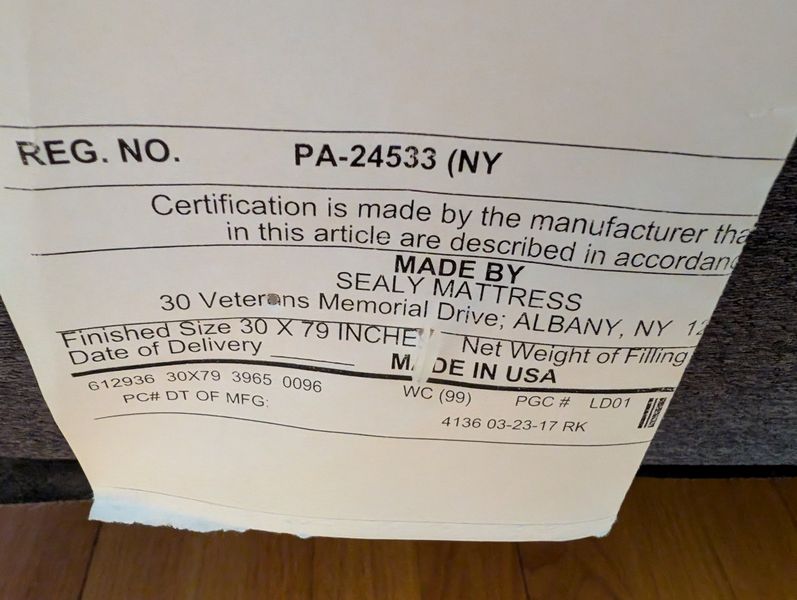 REG. NO. PA-24533 (NY
Certification is made by the manufacturer tha
in this article are described in accordanc
MADE BY
SEALY MATTRESS
30 Veterans Memorial Drive; ALBANY, NY 12
Finished Size 30 X 79 INCHE Net Weight of Filling
Date of Delivery
MADE IN USA
612936 30X79 3965 0096 WC (99) PGC # LD01
PC# DT OF MFG: 4136 03-23-17 RK